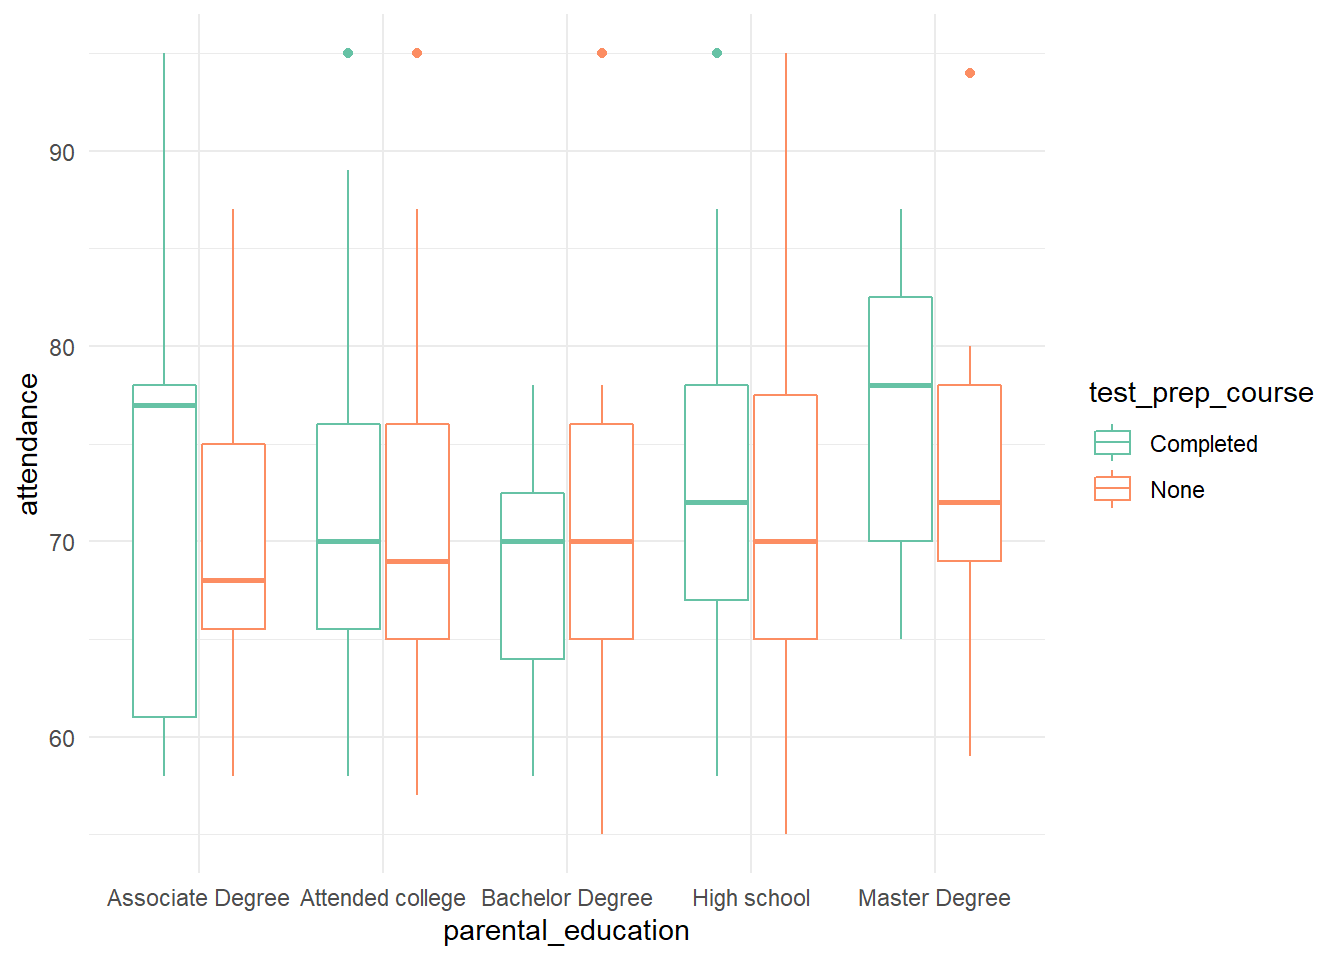 90
80
70
60
attendance
Associate Degree Attended college Bachelor Degree High school Master Degree
parental_education
test_prep_course
Completed
None